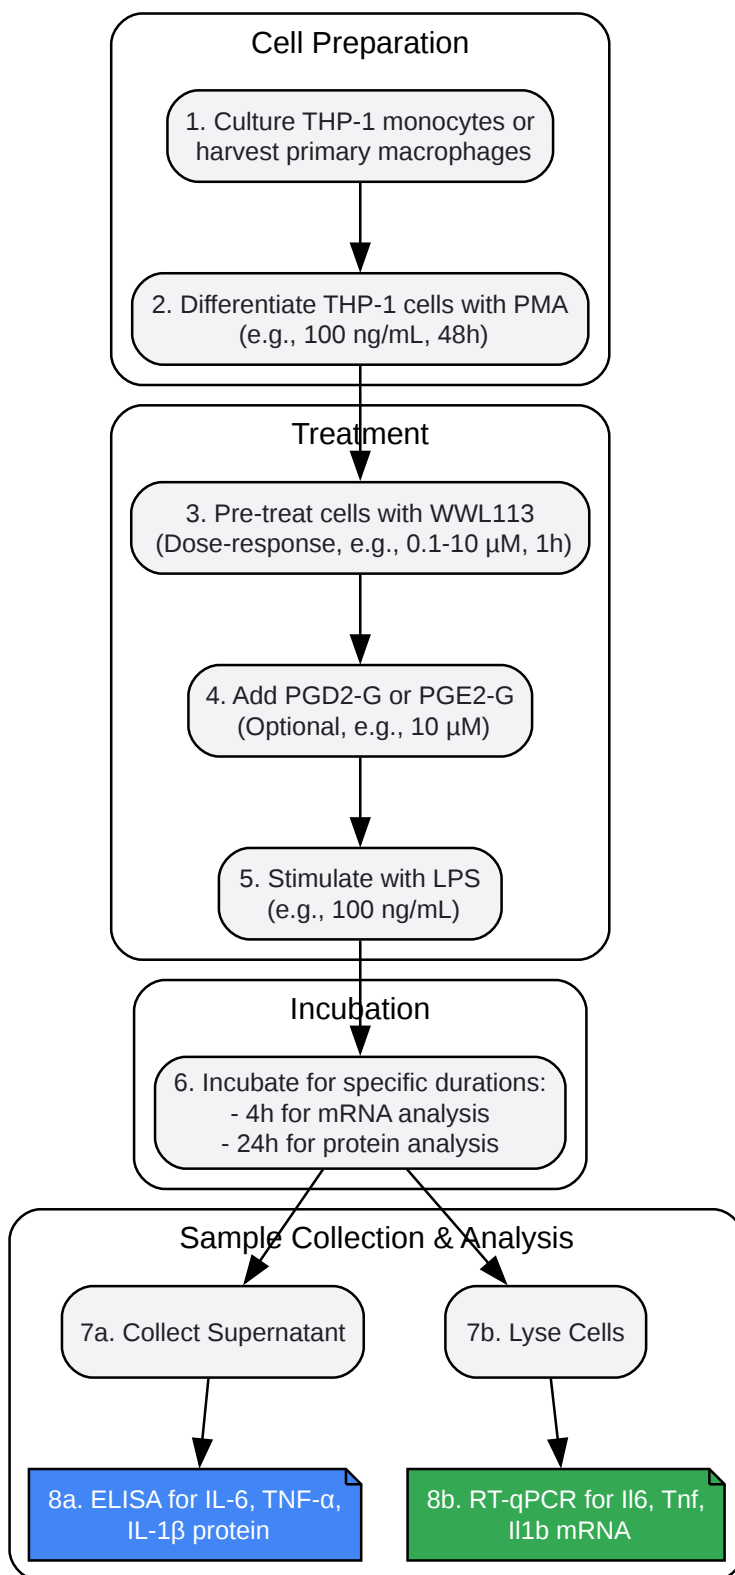 Cell Preparation
1. Culture THP-1 monocytes or
harvest primary macrophages
2. Differentiate THP-1 cells with PMA
(e.g., 100 ng/mL, 48h)
Treatment
3. Pre-treat cells with WWL113
(Dose-response, e.g., 0.1-10 µM, 1h)
4. Add PGD2-G or PGE2-G
(Optional, e.g., 10 µM)
5. Stimulate with LPS
(e.g., 100 ng/mL)
Incubation
6. Incubate for specific durations:
- 4h for mRNA analysis
- 24h for protein analysis
Sample Collection & Analysis
7a. Collect Supernatant
7b. Lyse Cells
8a. ELISA for IL-6, TNF-α,
IL-1β protein
8b. RT-qPCR for Il6, Tnf,
Il1b mRNA